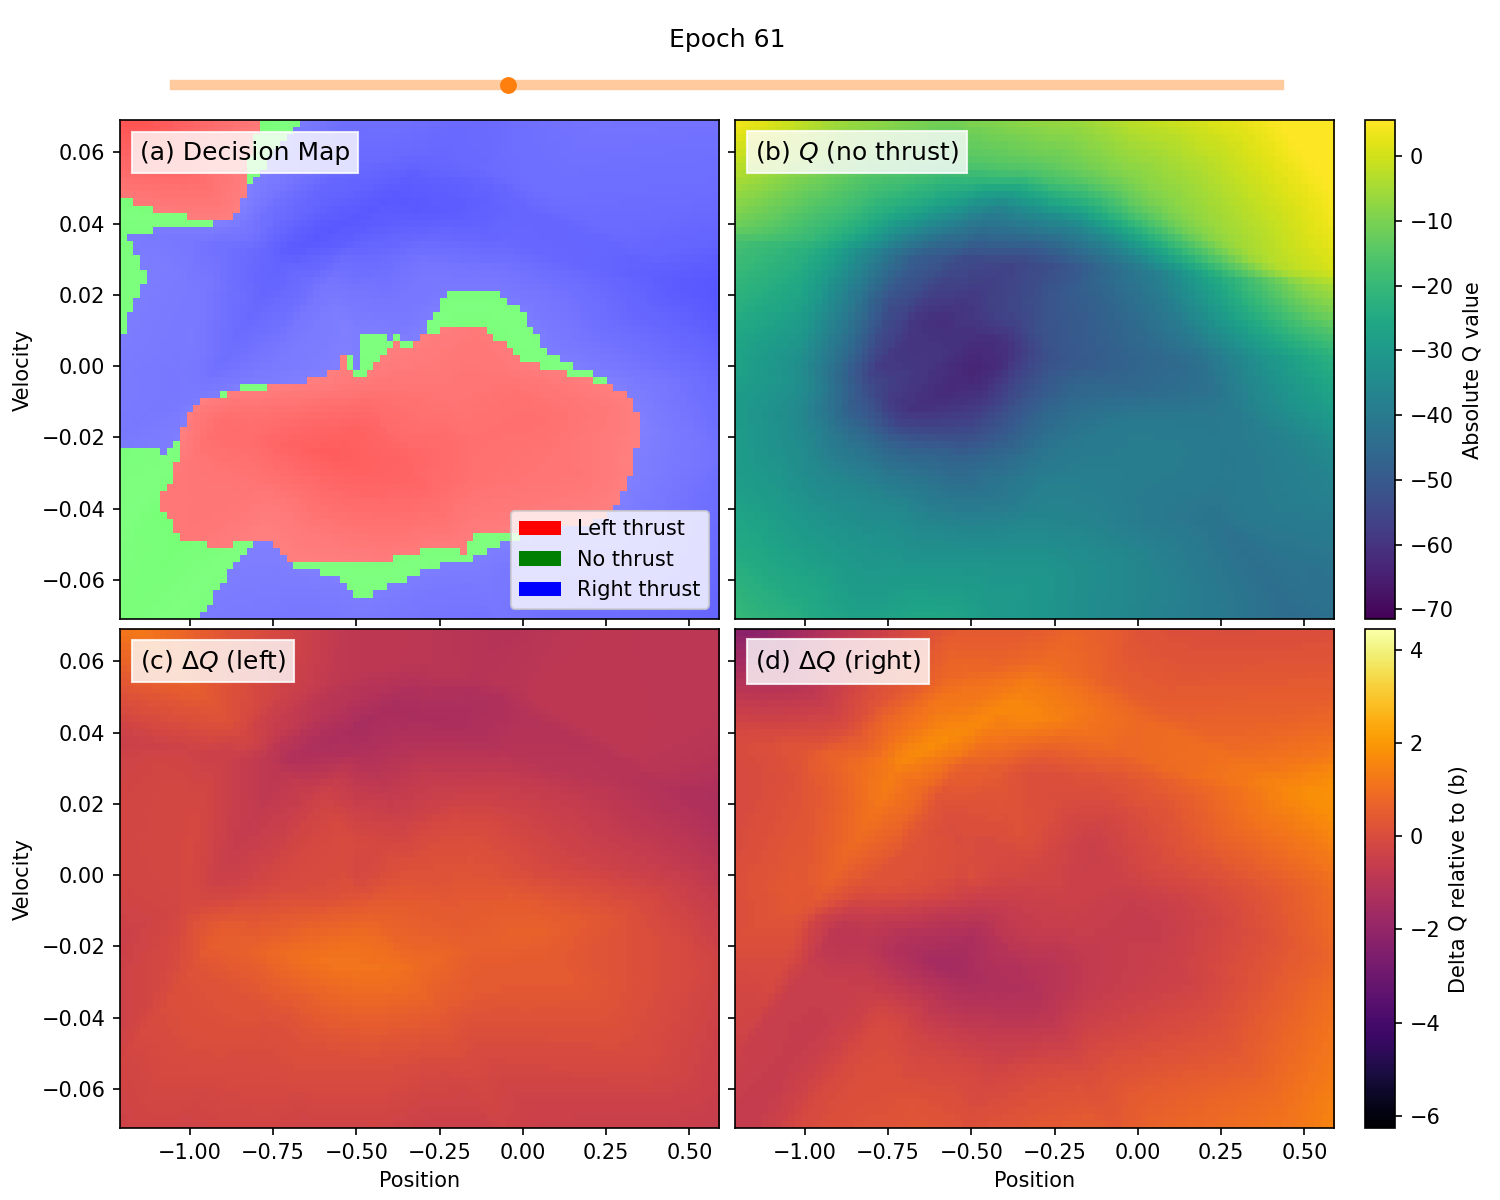 Epoch 61
(a) Decision Map
(b) Q (no thrust)
0.06
0.04
0.02
0.00
−0.02
−0.04
−0.06
Velocity
Left thrust
No thrust
Right thrust
0
−10
−20
−30
−40
−50
−60
−70
Absolute Q value
(c) ΔQ (left)
(d) ΔQ (right)
0.06
0.04
0.02
0.00
−0.02
−0.04
−0.06
Velocity
4
2
0
−2
−4
−6
Delta Q relative to (b)
−1.00 −0.75 −0.50 −0.25 0.00 0.25 0.50
Position
−1.00 −0.75 −0.50 −0.25 0.00 0.25 0.50
Position